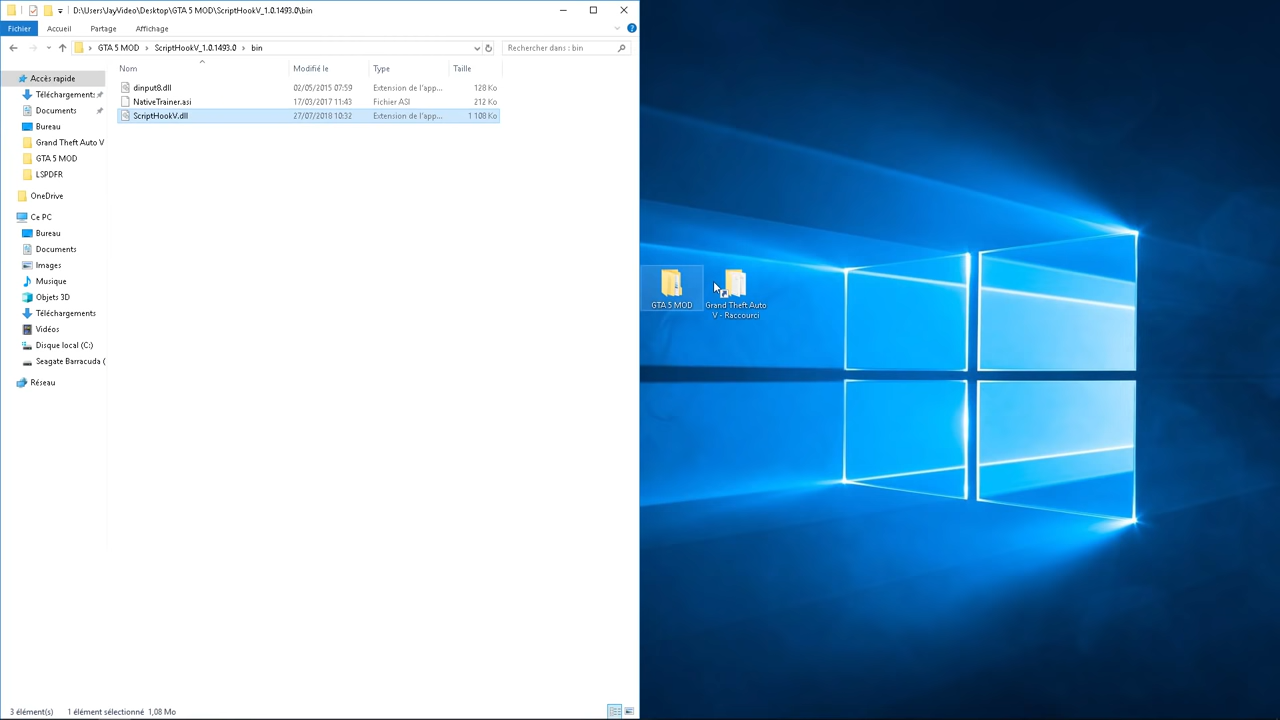 D:\Users\JayVideo\Desktop\GTA 5 MOD\ScriptHookV_1.0.1493.0\bin
Fichier Accueil Partage Affichage
GTA 5 MOD > ScriptHookV_1.0.1493.0 > bin
Rechercher dans : bin
Nom Modifié le Type Taille
dinput8.dll 02/05/2015 07:59 Extension de l'app... 128 Ko
NativeTrainer.asi 17/03/2017 11:43 Fichier ASI 212 Ko
ScriptHookV.dll 27/07/2018 10:32 Extension de l'app... 1 108 Ko
Accès rapide
Téléchargements
Documents
Bureau
Grand Theft Auto V
GTA 5 MOD
LSPDFR
OneDrive
Ce PC
Bureau
Documents
Images
Musique
Objets 3D
Téléchargements
Vidéos
Disque local (C:)
Seagate Barracuda (
Réseau
3 élément(s) 1 élément sélectionné 1,08 Mo
GTA 5 MOD
Grand Theft Auto
V - Raccourci